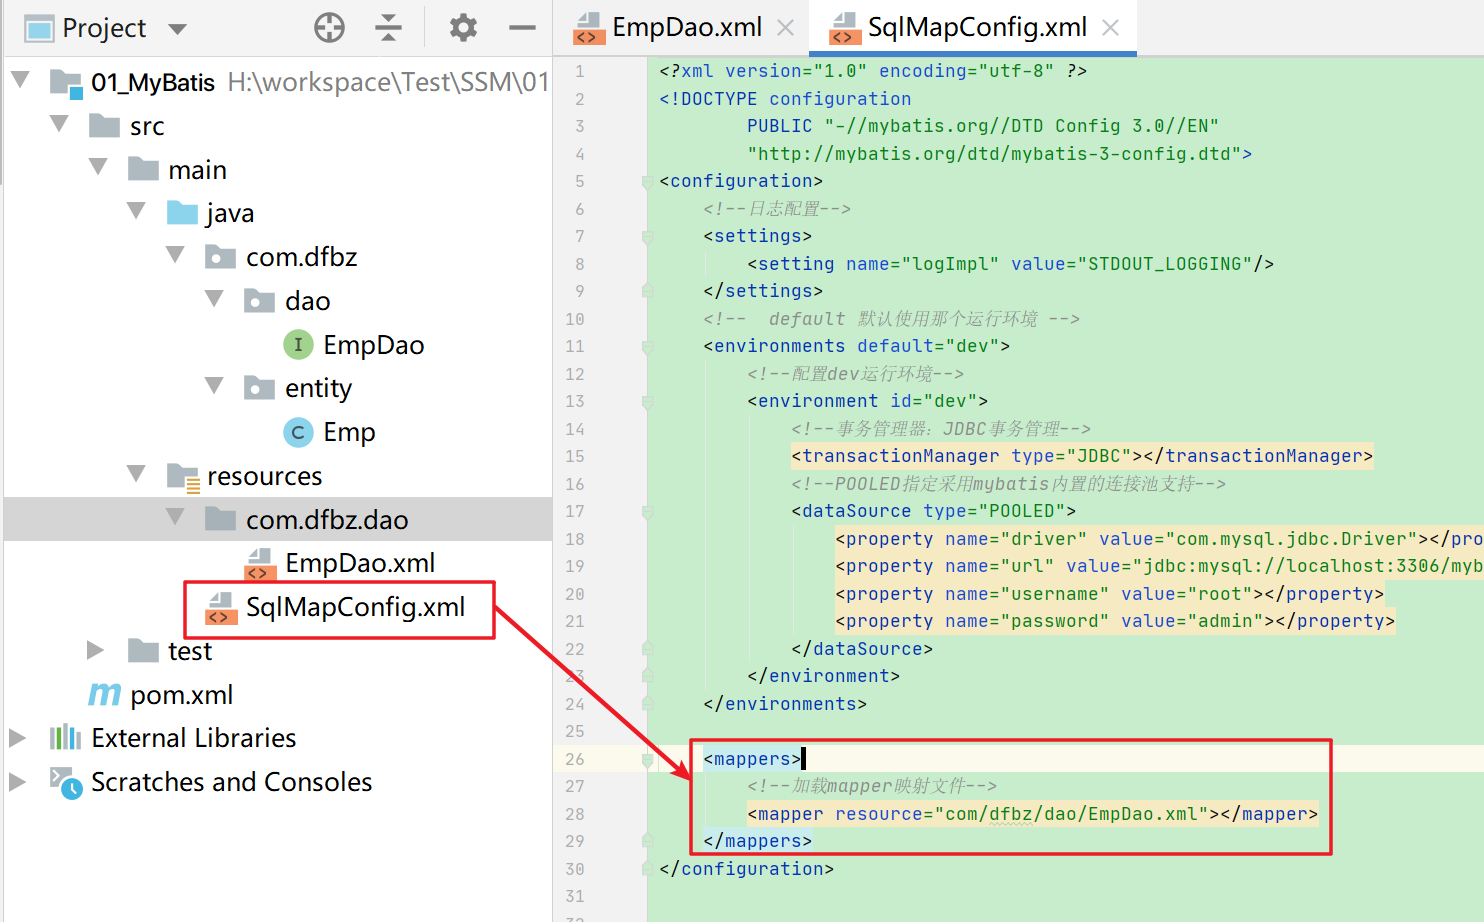 Project
01_MyBatis H:\workspace\Test\SSM\01
src
main
java
com.dfbz
dao
I EmpDao
entity
C Emp
resources
com.dfbz.dao
EmpDao.xml
SqlMapConfig.xml
test
m pom.xml
External Libraries
Scratches and Consoles
EmpDao.xml
SqlMapConfig.xml
1 <?xml version="1.0" encoding="utf-8" ?>
2 <!DOCTYPE configuration
3 PUBLIC "-//mybatis.org//DTD Config 3.0//EN"
4 "http://mybatis.org/dtd/mybatis-3-config.dtd">
5 <configuration>
6 <!--日志配置-->
7 <settings>
8 <setting name="logImpl" value="STDOUT_LOGGING"/>
9 </settings>
10 <!-- default 默认使用那个运行环境 -->
11 <environments default="dev">
12 <!--配置dev运行环境-->
13 <environment id="dev">
14 <!--事务管理器：JDBC事务管理-->
15 <transactionManager type="JDBC"></transactionManager>
16 <!--POOLED指定采用mybatis内置的连接池支持-->
17 <dataSource type="POOLED">
18 <property name="driver" value="com.mysql.jdbc.Driver"></pro
19 <property name="url" value="jdbc:mysql://localhost:3306/myb
20 <property name="username" value="root"></property>
21 <property name="password" value="admin"></property>
22 </dataSource>
23 </environment>
24 </environments>
25
26 <mappers>
27 <!--加载mapper映射文件-->
28 <mapper resource="com/dfbz/dao/EmpDao.xml"></mapper>
29 </mappers>
30 </configuration>
31